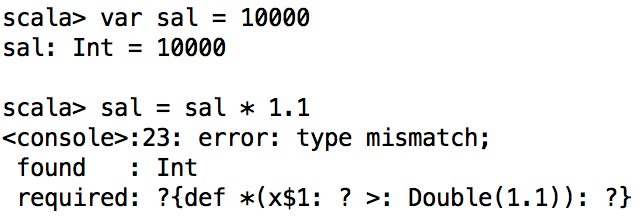 scala> var sal = 10000
sal: Int = 10000
scala> sal = sal * 1.1
<console>:23: error: type mismatch;
 found   : Int
 required: ?{def *(x$1: ? >: Double(1.1)): ?}